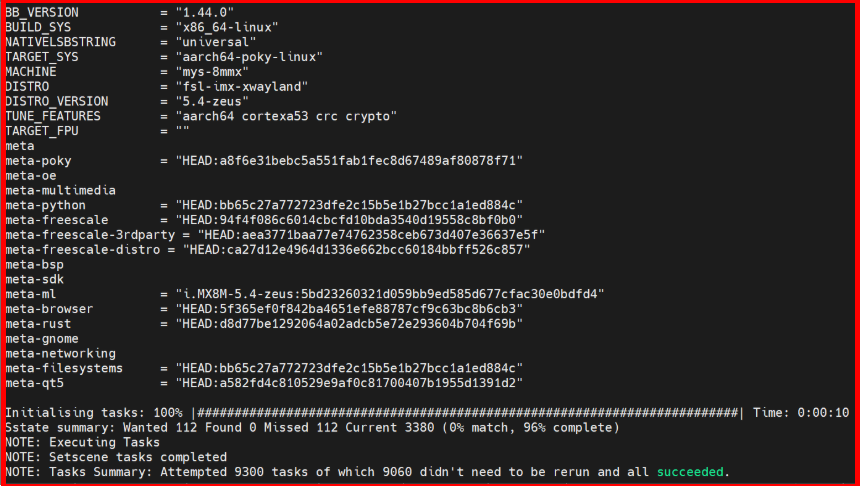 BB_VERSION           = "1.44.0"
BUILD_SYS            = "x86_64-linux"
NATIVELSBSTRING      = "universal"
TARGET_SYS           = "aarch64-poky-linux"
MACHINE              = "mys-8mmx"
DISTRO               = "fsl-imx-xwayland"
DISTRO_VERSION       = "5.4-zeus"
TUNE_FEATURES        = "aarch64 cortexa53 crc crypto"
TARGET_FPU           = ""
meta
meta-poky            = "HEAD:a8f6e31bebc5a551fab1fec8d67489af80878f71"
meta-oe
meta-multimedia
meta-python          = "HEAD:bb65c27a772723dfe2c15b5e1b27bcc1a1ed884c"
meta-freescale       = "HEAD:94f4f086c6014cbcfd10bda3540d19558c8bf0b0"
meta-freescale-3rdparty = "HEAD:aea3771baa77e74762358ceb673d407e36637e5f"
meta-freescale-distro = "HEAD:ca27d12e4964d1336e662bcc60184bbff526c857"
meta-bsp
meta-sdk
meta-ml              = "i.MX8M-5.4-zeus:5bd23260321d059bb9ed585d677cfac30e0bdfd4"
meta-browser         = "HEAD:5f365ef0f842ba4651efe88787cf9c63bc8b6cb3"
meta-rust            = "HEAD:d8d77be1292064a02adcb5e72e293604b704f69b"
meta-gnome
meta-networking
meta-filesystems     = "HEAD:bb65c27a772723dfe2c15b5e1b27bcc1a1ed884c"
meta-qt5             = "HEAD:a582fd4c810529e9af0c81700407b1955d1391d2"
Initialising tasks: 100% |#########################################################################| Time: 0:00:10
Sstate summary: Wanted 112 Found 0 Missed 112 Current 3380 (0% match, 96% complete)
NOTE: Executing Tasks
NOTE: Setscene tasks completed
NOTE: Tasks Summary: Attempted 9300 tasks of which 9060 didn't need to be rerun and all succeeded.